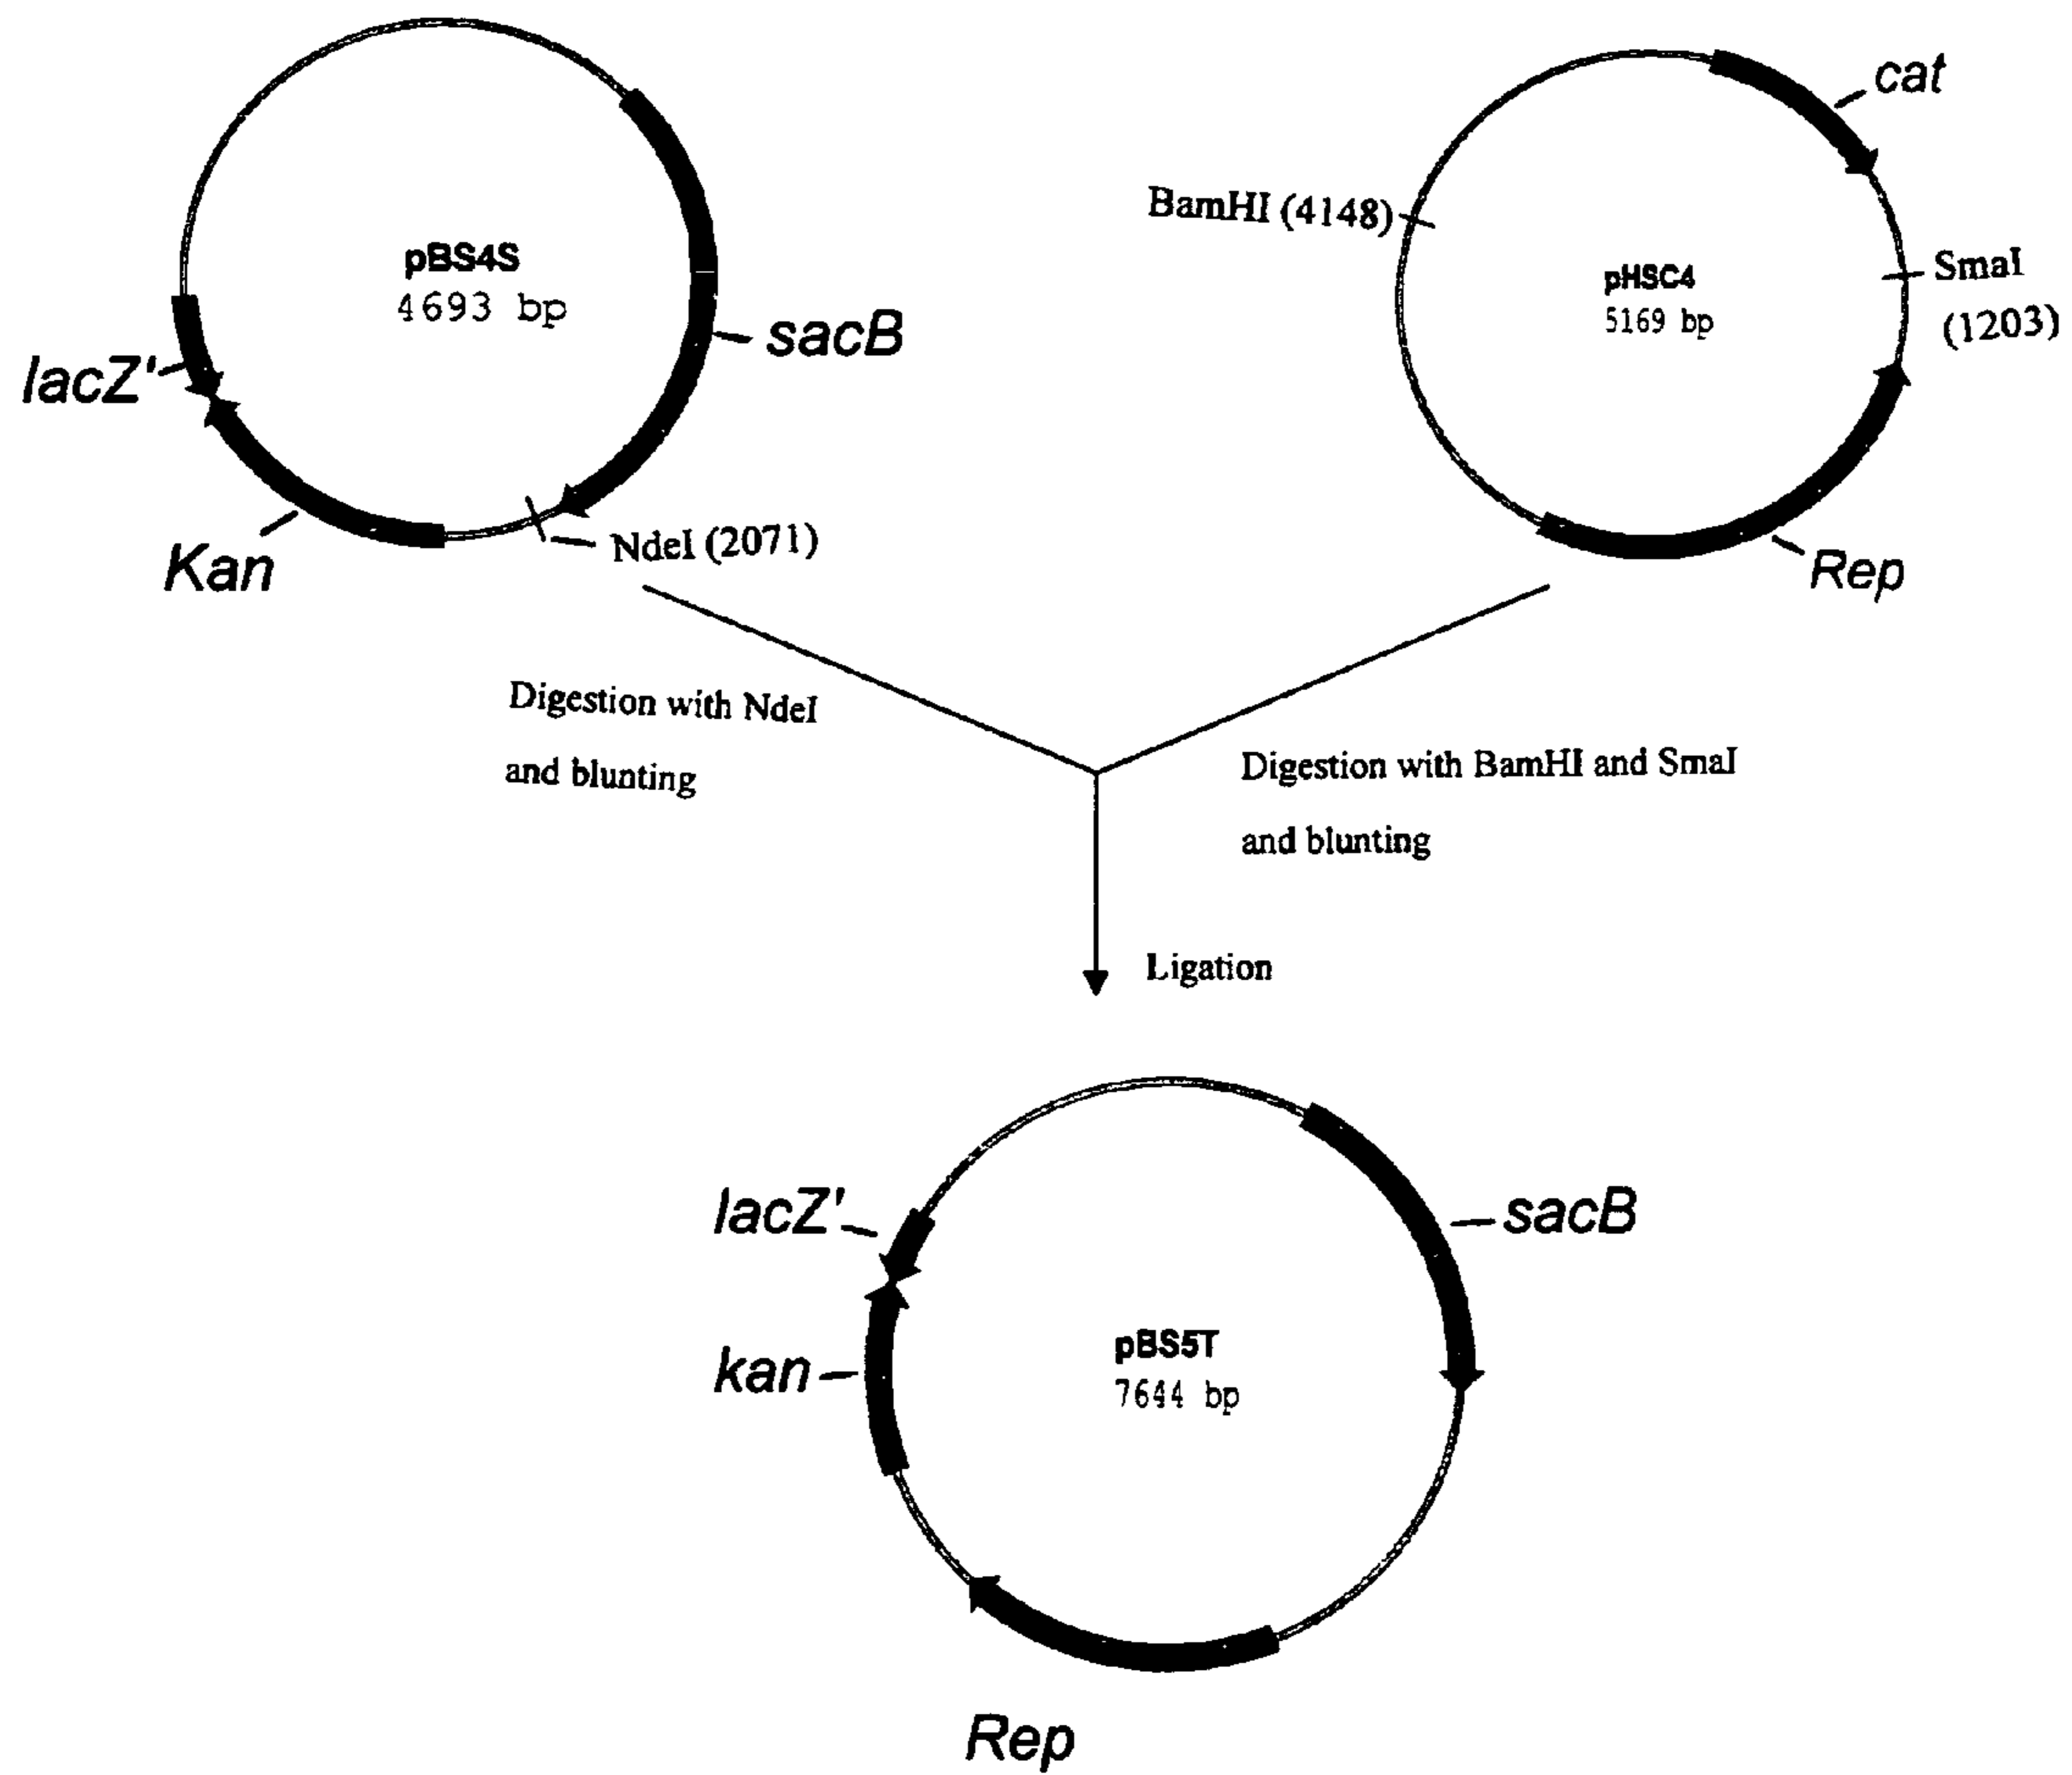 cat
BamHI (4148)
pBS4S
4693 bp
pHSC4
5169 bp
SmaI
(1203)
lacZ'
sacB
Kan
NdeI (2071)
Rep
Digestion with NdeI
and blunting
Digestion with BamHI and SmaI
and blunting
Ligation
lacZ'
sacB
kan
pBS5T
7644 bp
Rep